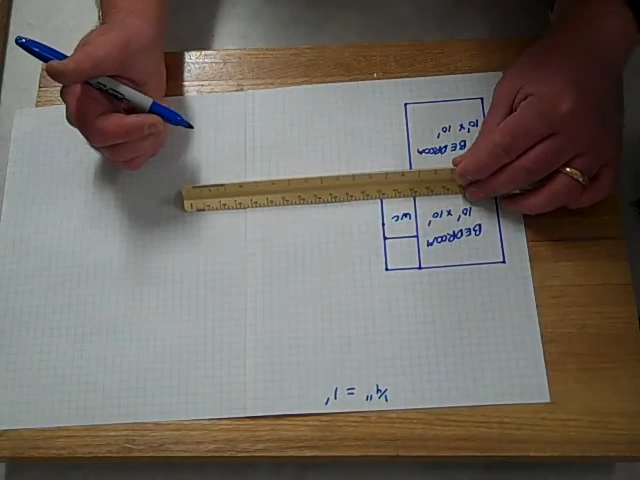 1/4" = 1'
BEDROOM
10' x 10'
WC
BEDROOM
10' x 10'